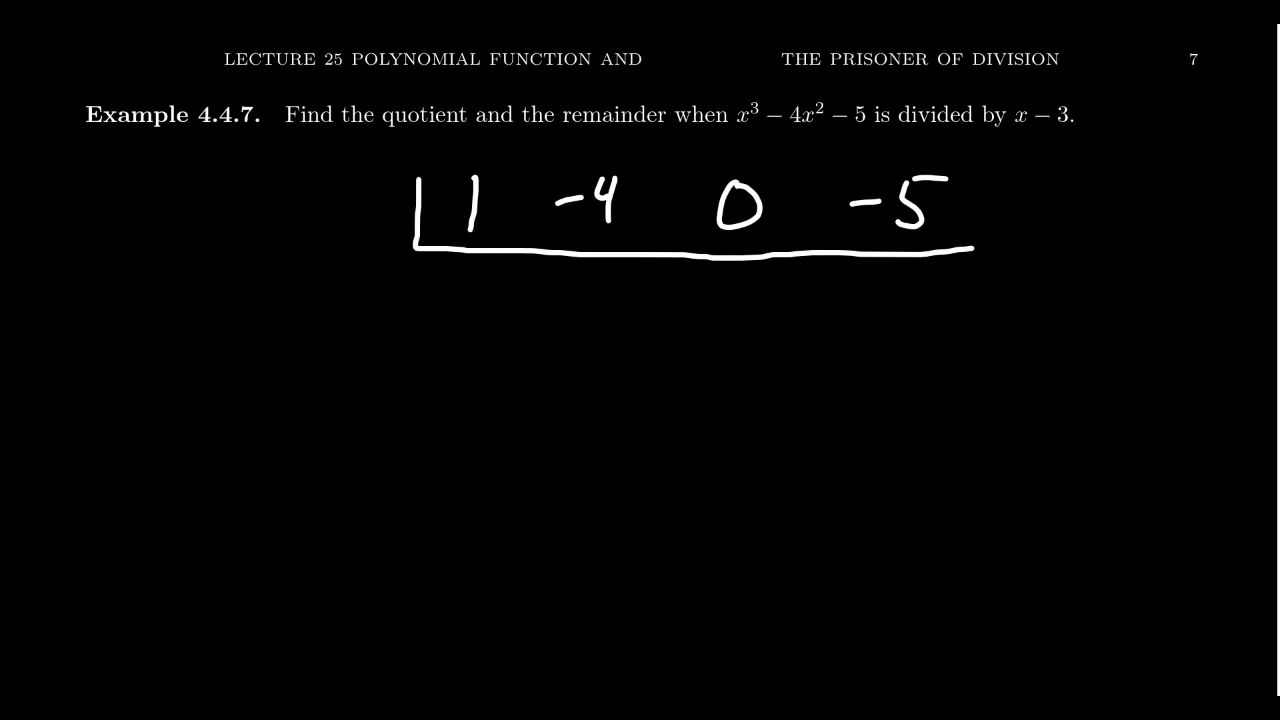 LECTURE 25 POLYNOMIAL FUNCTION AND THE PRISONER OF DIVISION 7
Example 4.4.7. Find the quotient and the remainder when x³ − 4x² − 5 is divided by x − 3.
1 -4 0 -5